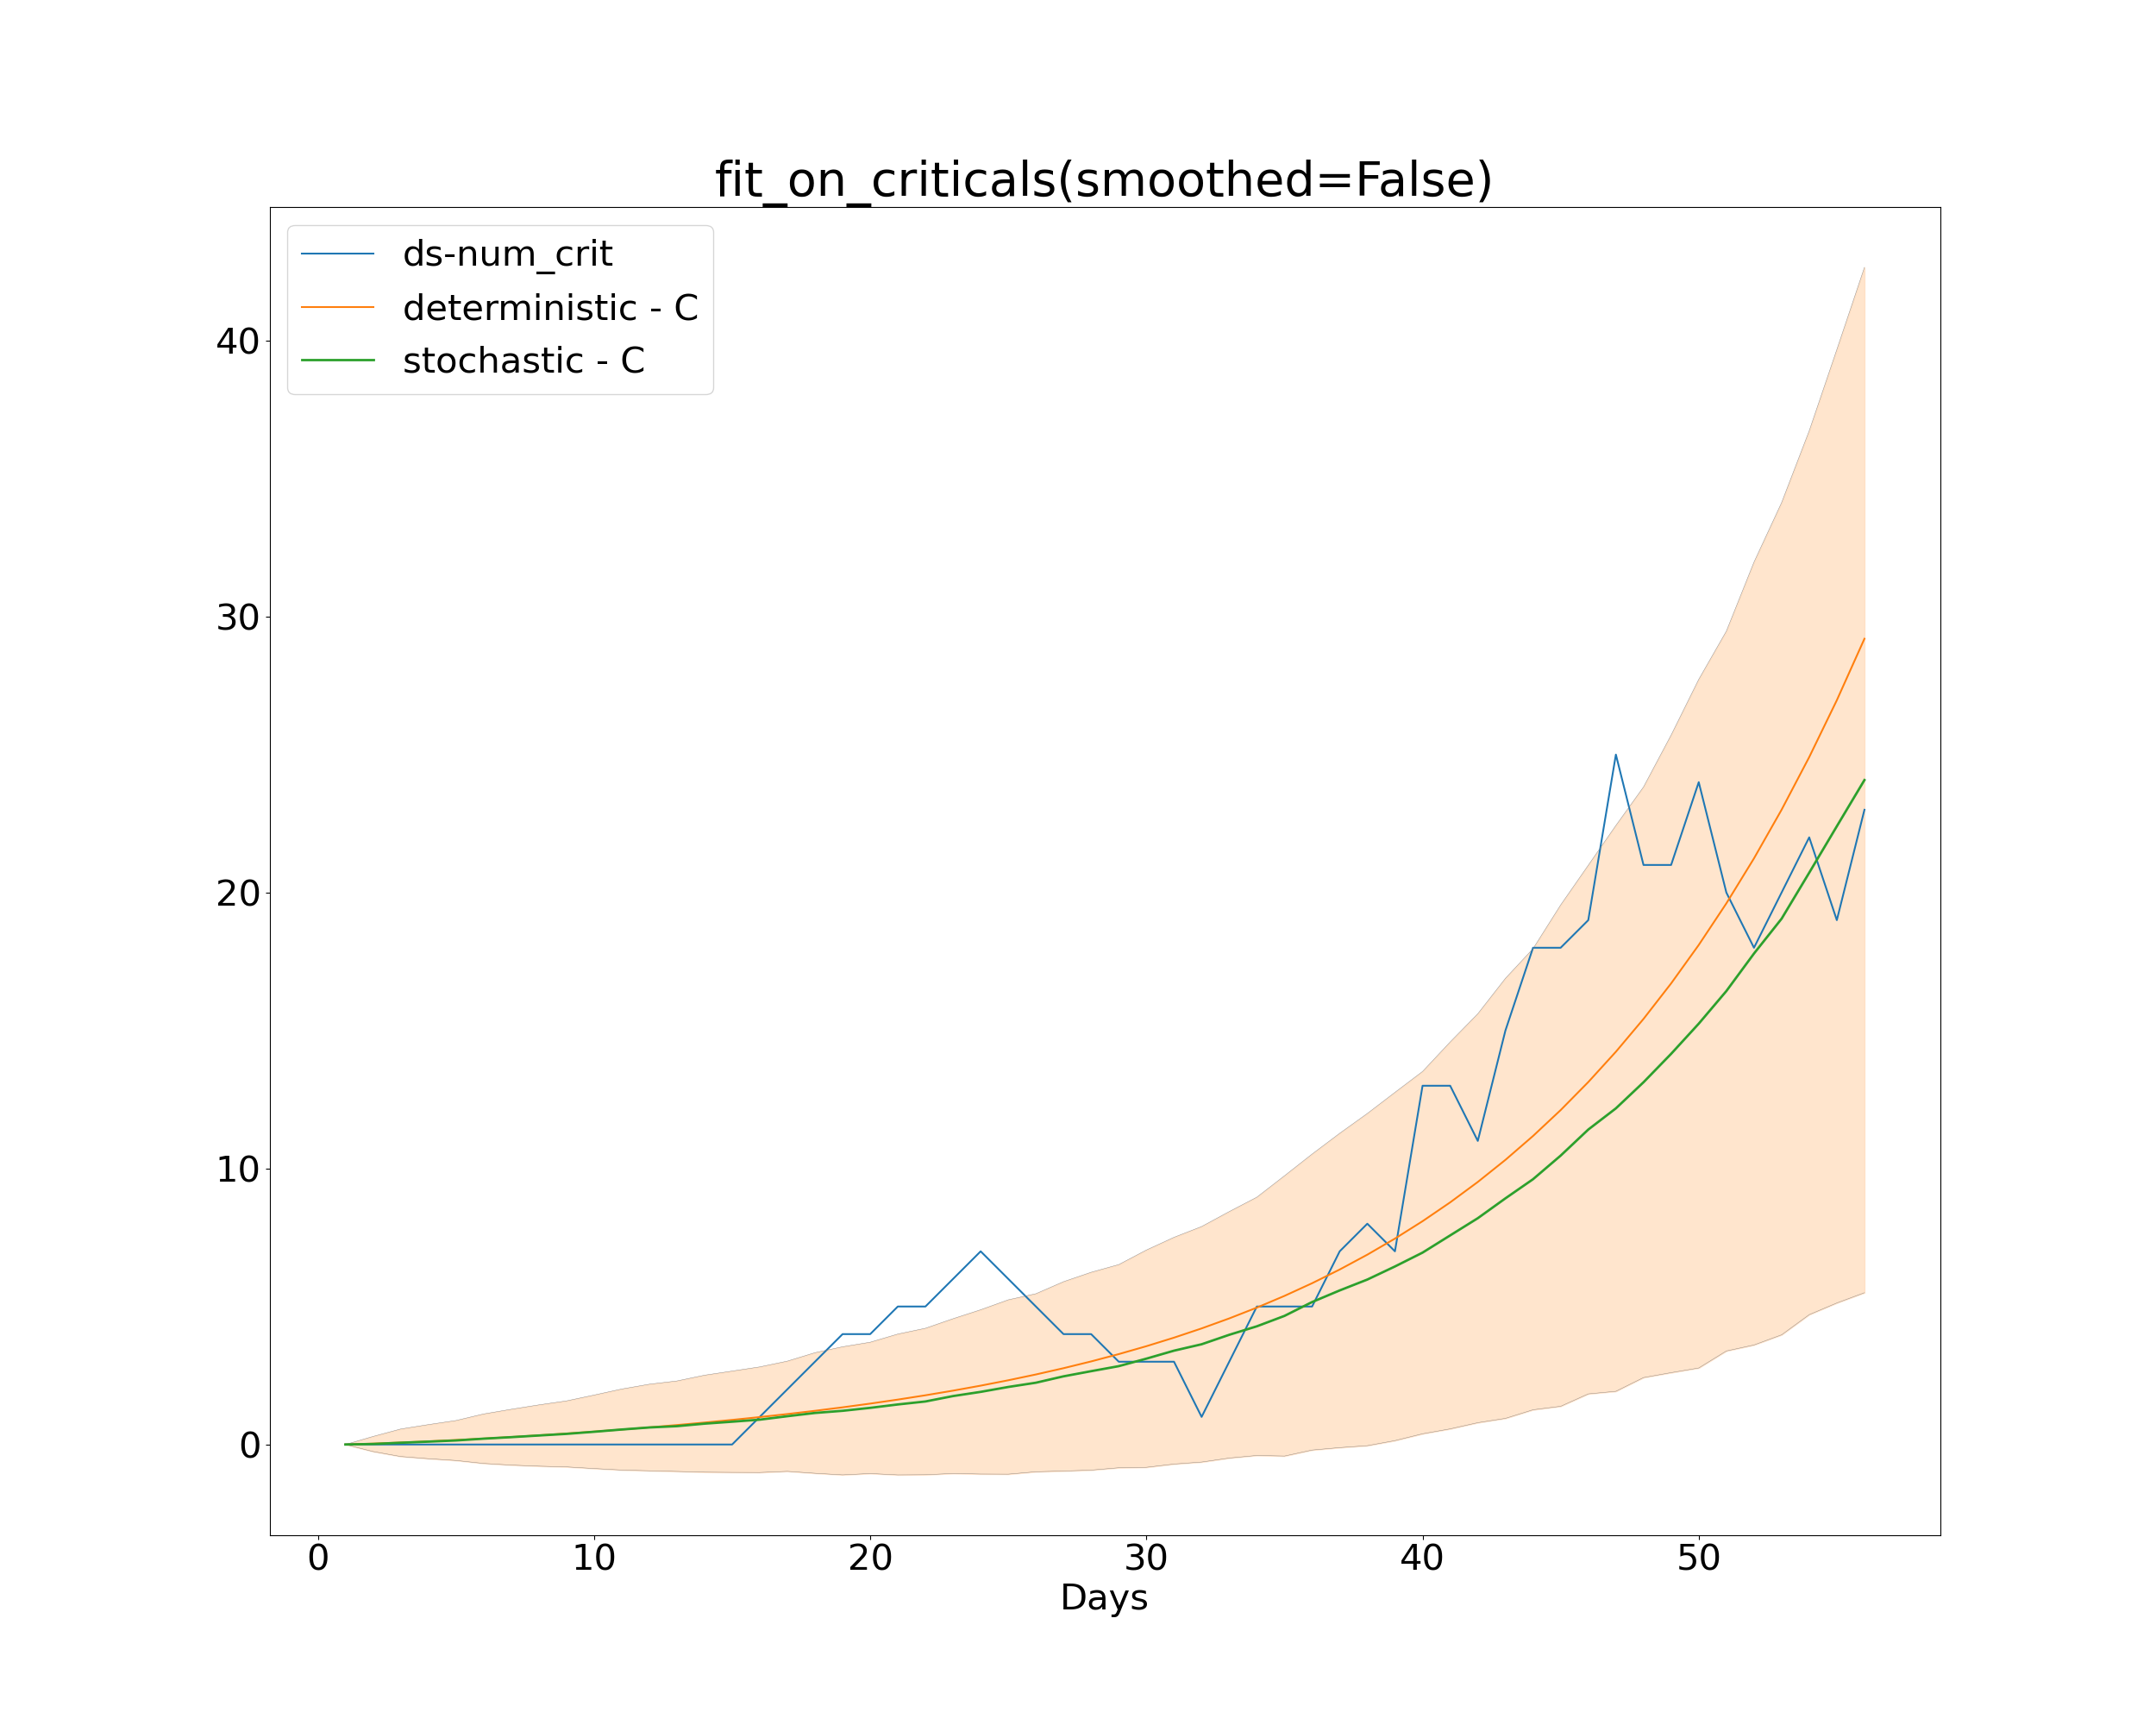 fit_on_criticals(smoothed=False)
ds-num_crit
deterministic - C
stochastic - C
40
30
20
10
0
0 10 20 30 40 50
Days